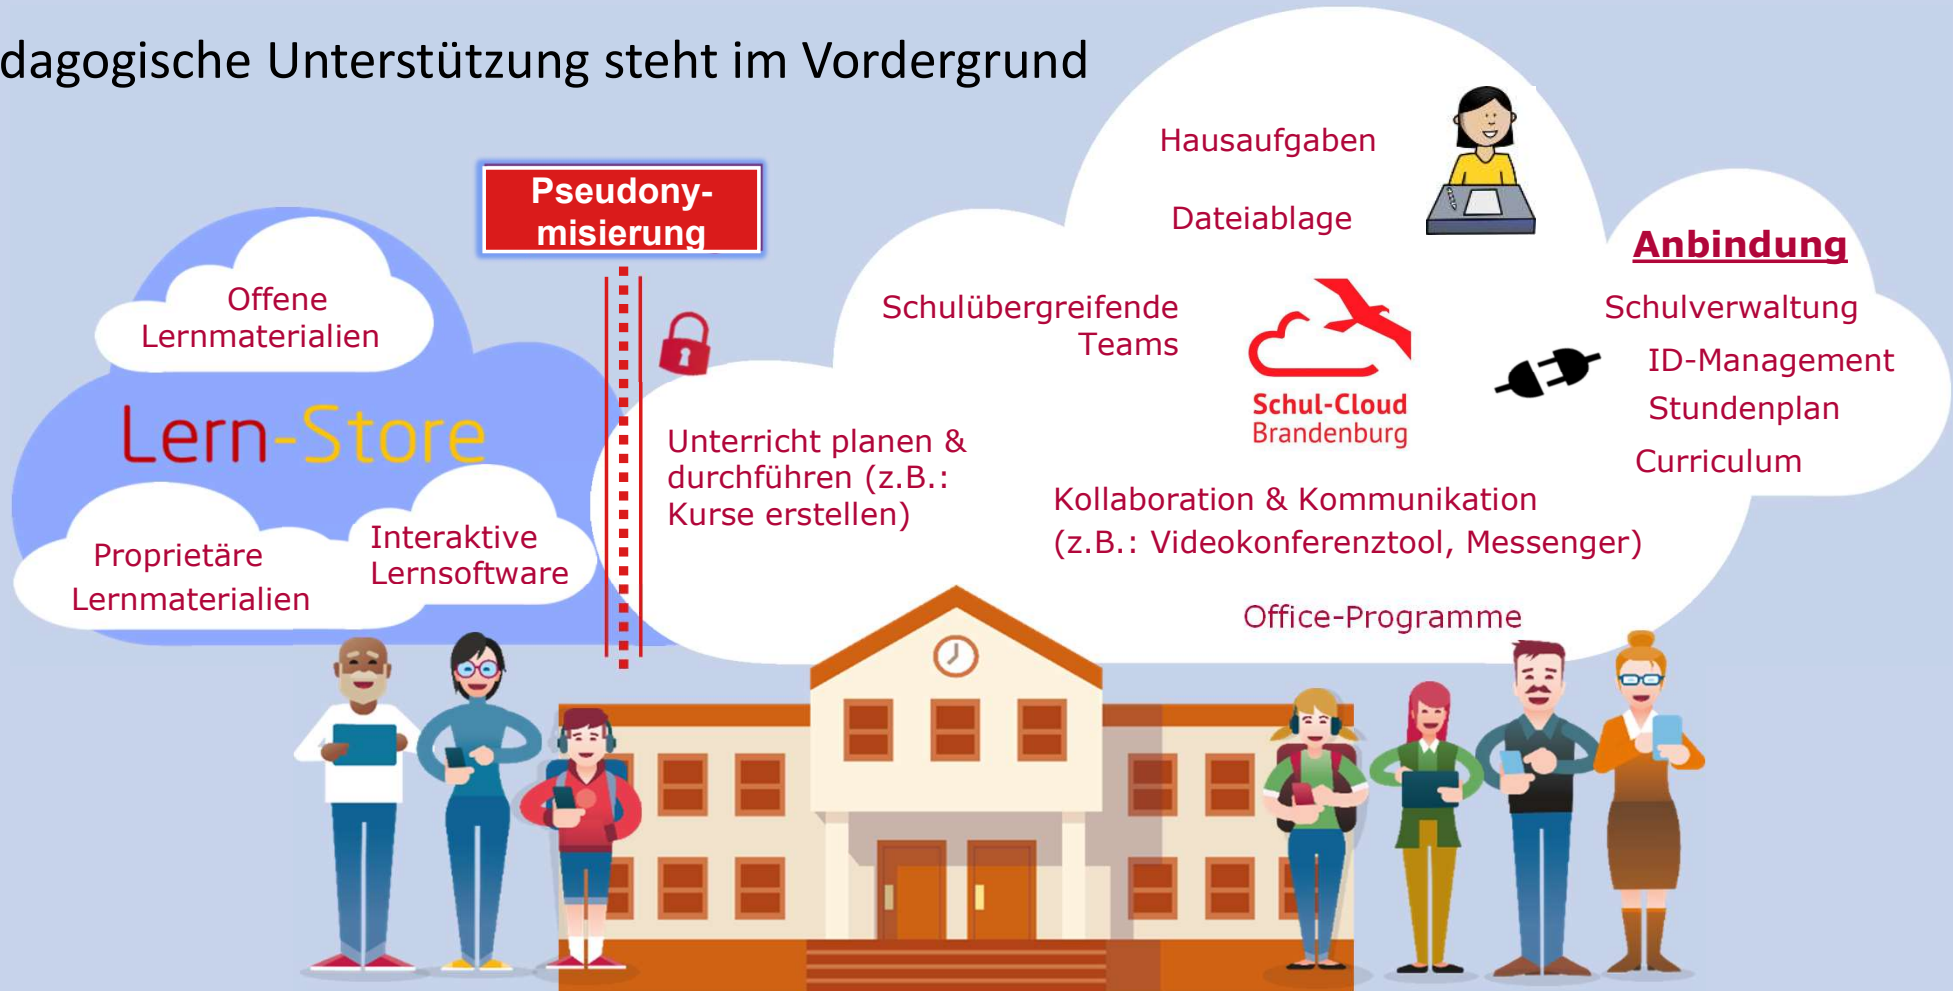 dagogische Unterstützung steht im Vordergrund
Pseudony-
misierung
Offene
Lernmaterialien
Lern-Store
Proprietäre
Lernmaterialien
Interaktive
Lernsoftware
Hausaufgaben
Dateiablage
Schulübergreifende
Teams
Schul-Cloud
Brandenburg
Unterricht planen &
durchführen (z.B.:
Kurse erstellen)
Kollaboration & Kommunikation
(z.B.: Videokonferenztool, Messenger)
Office-Programme
Anbindung
Schulverwaltung
ID-Management
Stundenplan
Curriculum